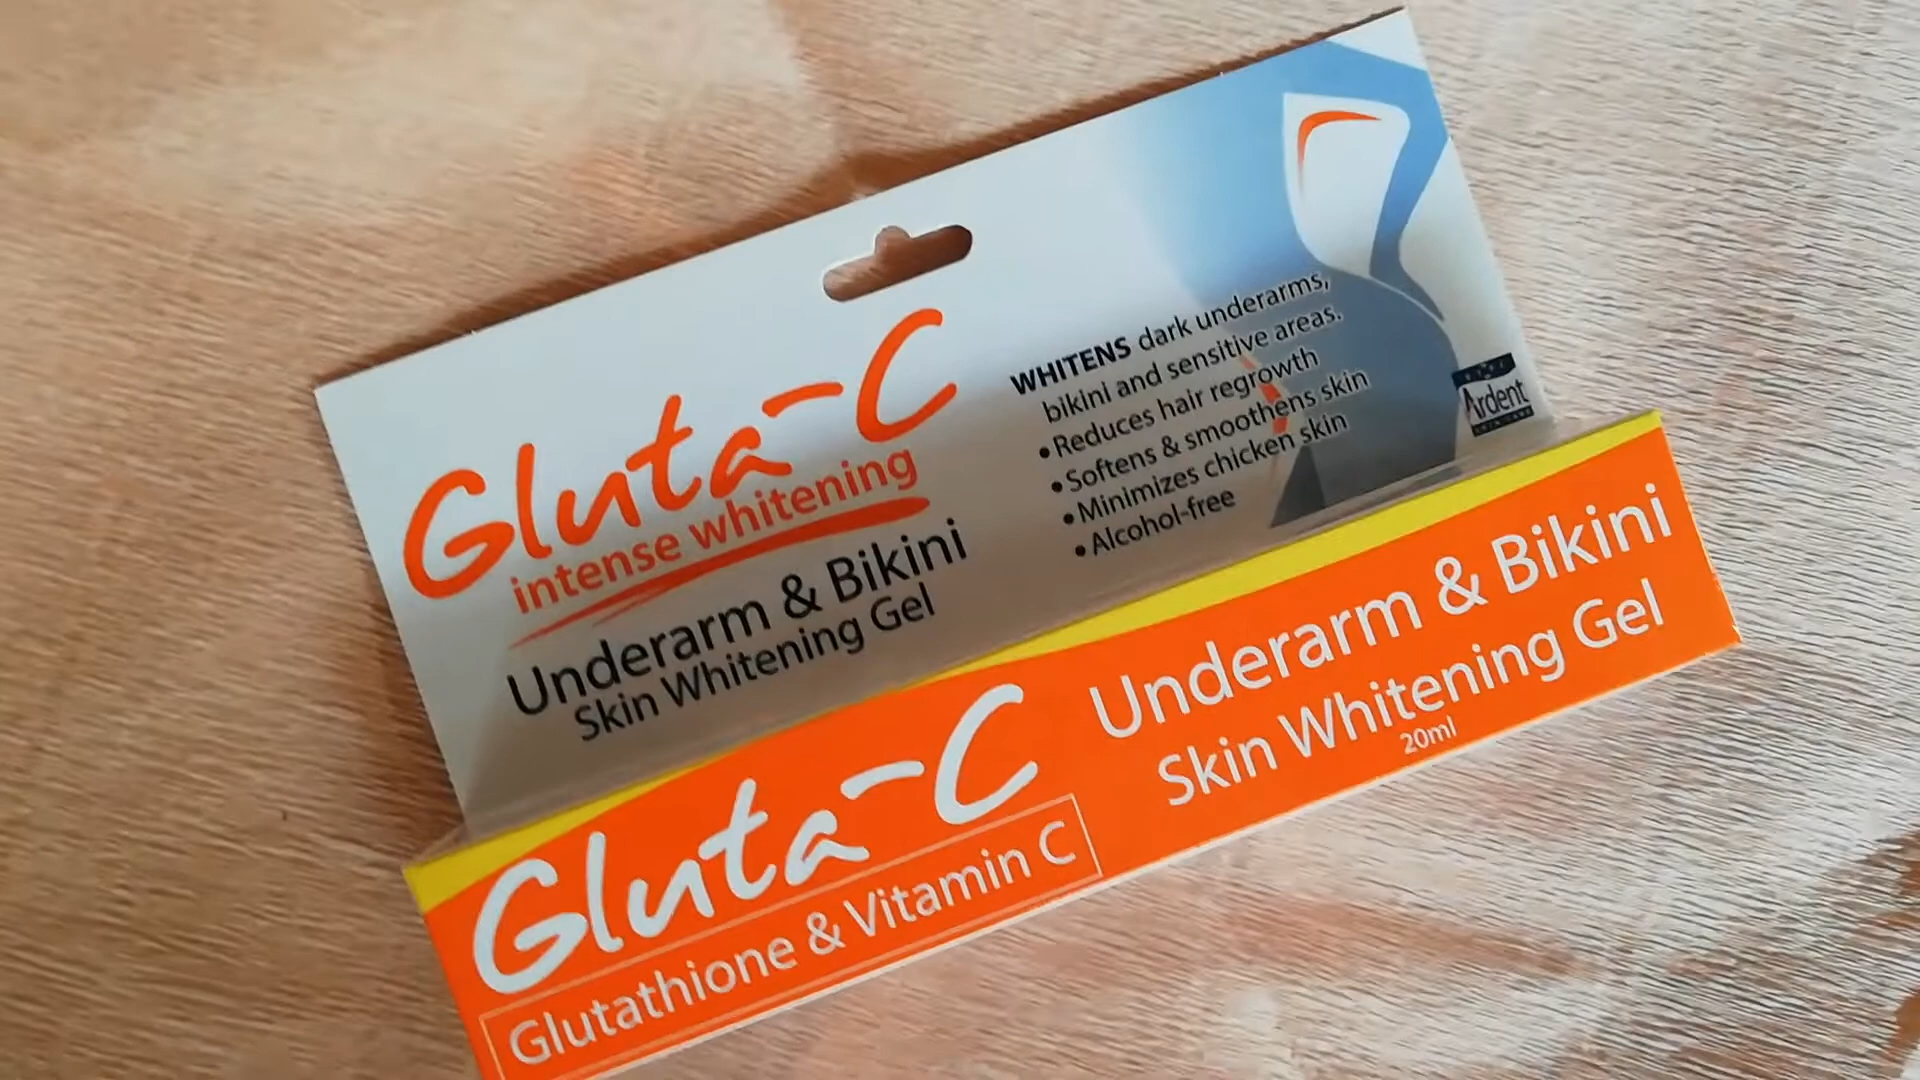 Gluta-C
intense whitening
Underarm & Bikini
Skin Whitening Gel
WHITENS dark underarms,
bikini and sensitive areas.
•Reduces hair regrowth
•Softens & smoothens skin
•Minimizes chicken skin
•Alcohol-free
Ardent
Gluta-C
Glutathione & Vitamin C
Underarm & Bikini
Skin Whitening Gel
20ml